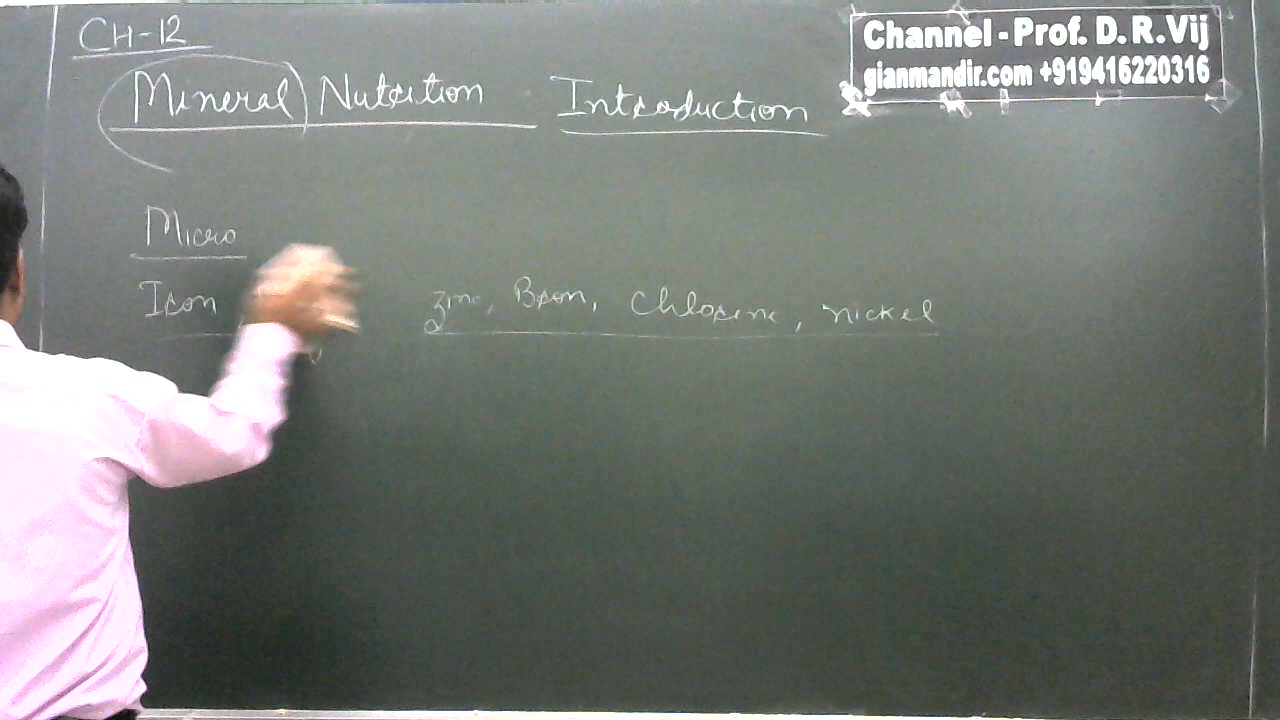 CH-12
Channel - Prof. D.R.Vij
gianmandir.com +919416220316
Mineral Nutrition Introduction
Micro
Iron Zinc, Boron, Chlorine, nickel